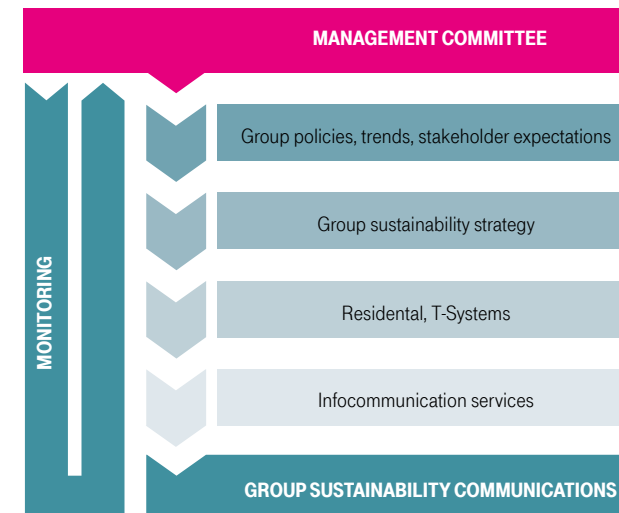 MANAGEMENT COMMITTEE
Group policies, trends, stakeholder expectations
Group sustainability strategy
Residental, T-Systems
Infocommunication services
MONITORING
GROUP SUSTAINABILITY COMMUNICATIONS